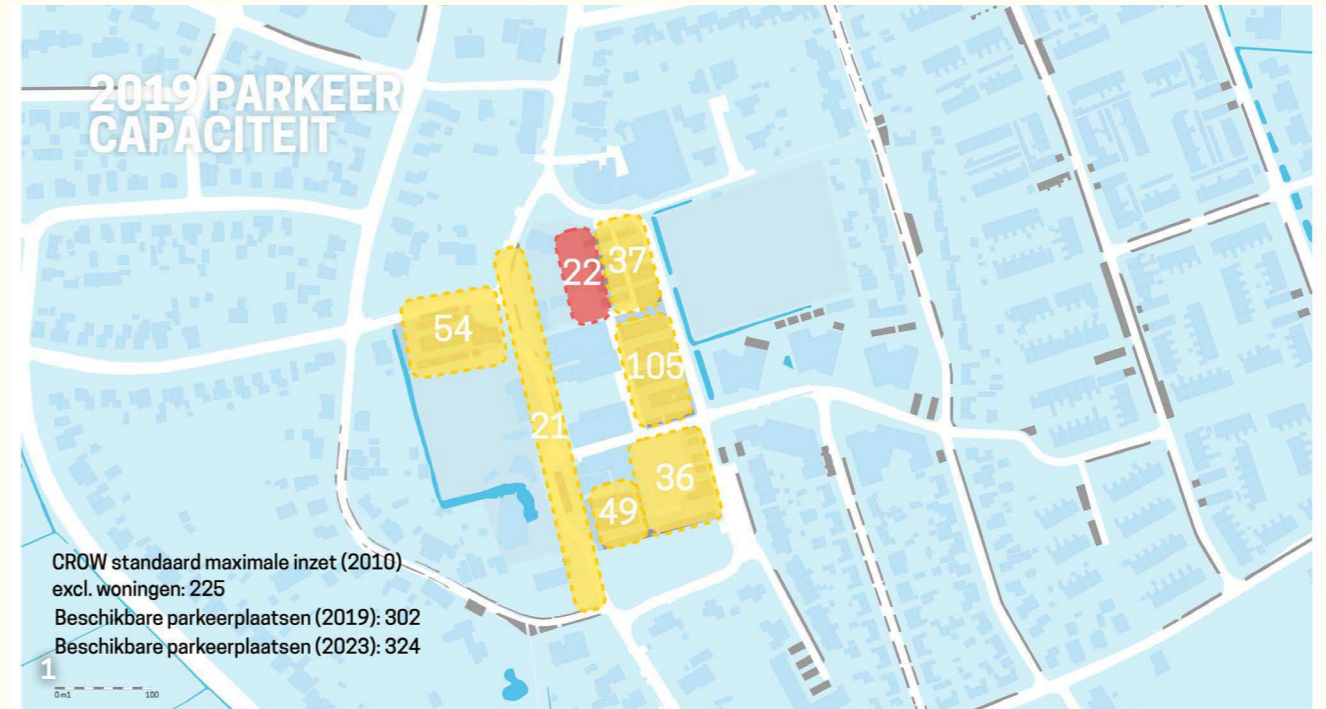 2019 PARKEER
CAPACITEIT
22
37
54
105
21
36
49
CROW standaard maximale inzet (2010)
excl. woningen: 225
Beschikbare parkeerplaatsen (2019): 302
Beschikbare parkeerplaatsen (2023): 324
1
0 m1 100